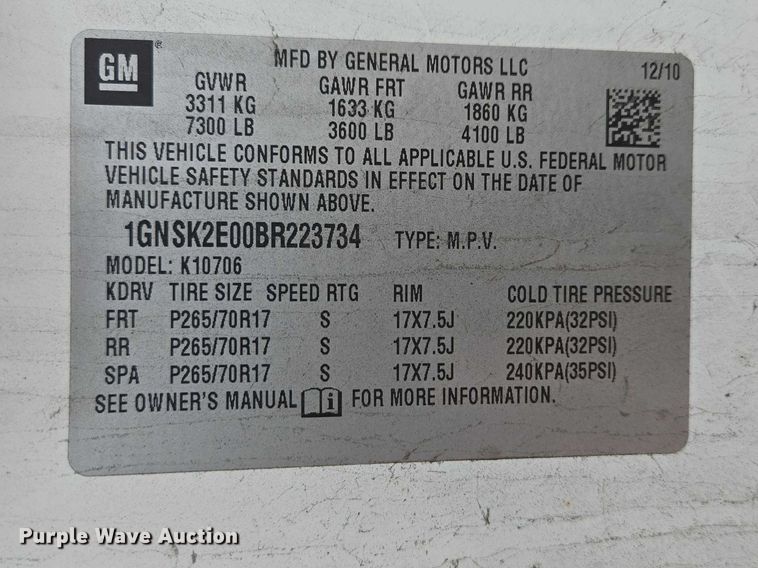 GM ®
MFD BY GENERAL MOTORS LLC 12/10
GVWR GAWR FRT GAWR RR
3311 KG 1633 KG 1860 KG
7300 LB 3600 LB 4100 LB
THIS VEHICLE CONFORMS TO ALL APPLICABLE U.S. FEDERAL MOTOR
VEHICLE SAFETY STANDARDS IN EFFECT ON THE DATE OF
MANUFACTURE SHOWN ABOVE.
1GNSK2E00BR223734 TYPE: M.P.V.
MODEL: K10706
KDRV TIRE SIZE SPEED RTG RIM COLD TIRE PRESSURE
FRT P265/70R17 S 17X7.5J 220KPA(32PSI)
RR P265/70R17 S 17X7.5J 220KPA(32PSI)
SPA P265/70R17 S 17X7.5J 240KPA(35PSI)
SEE OWNER'S MANUAL i FOR MORE INFORMATION.
Purple Wave Auction